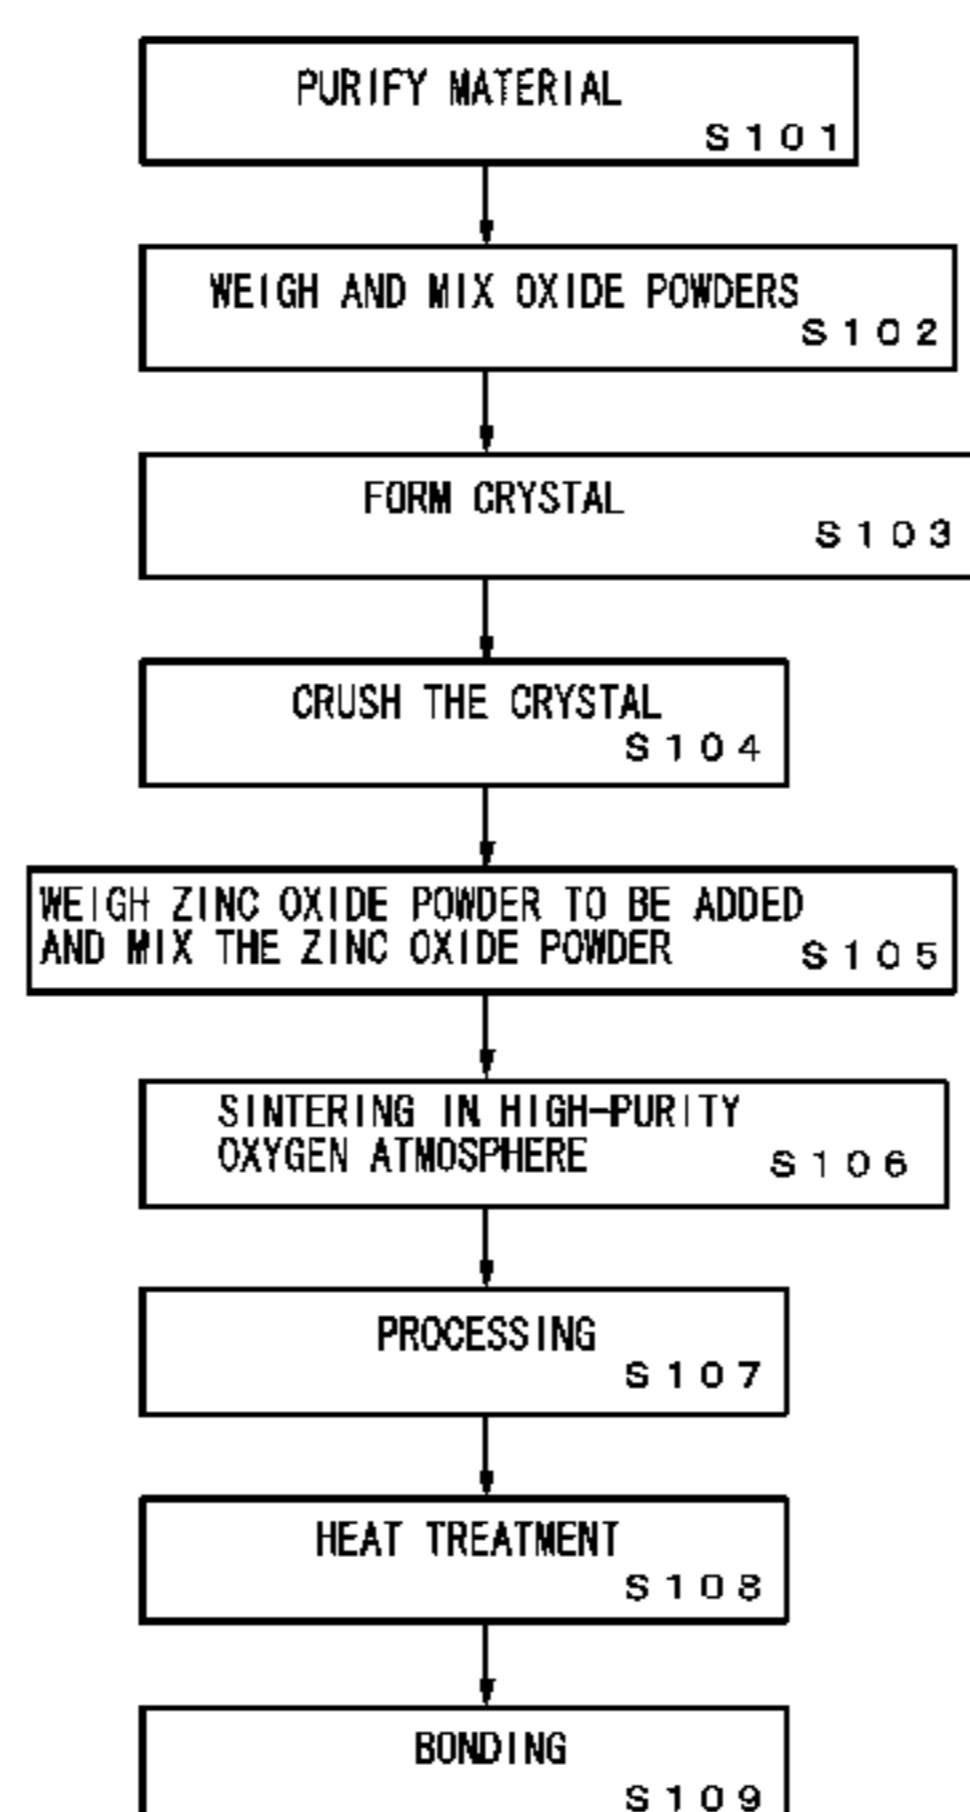 PURIFY MATERIAL
S101
WEIGH AND MIX OXIDE POWDERS
S102
FORM CRYSTAL
S103
CRUSH THE CRYSTAL
S104
WEIGH ZINC OXIDE POWDER TO BE ADDED
AND MIX THE ZINC OXIDE POWDER S105
SINTERING IN HIGH-PURITY
OXYGEN ATMOSPHERE S106
PROCESSING
S107
HEAT TREATMENT
S108
BONDING
S109